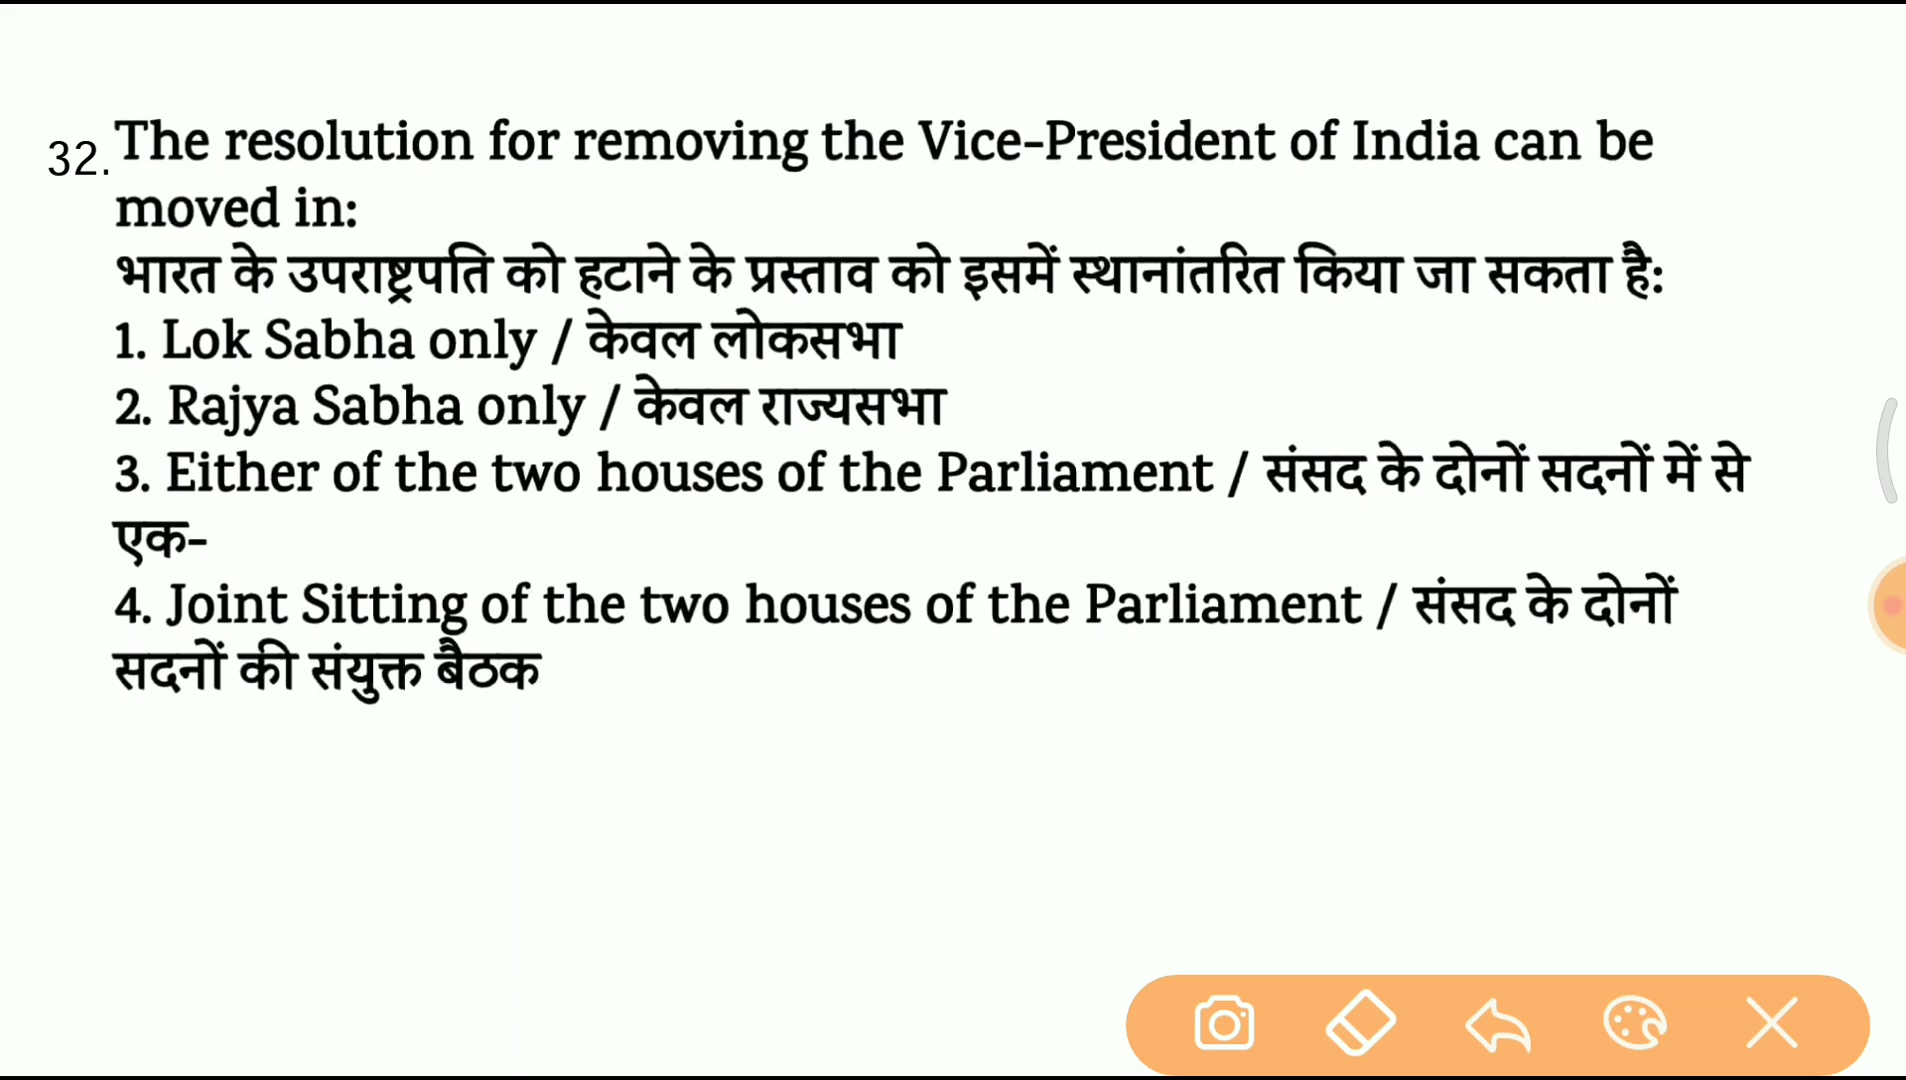 32. The resolution for removing the Vice-President of India can be
moved in:
भारत के उपराष्ट्रपति को हटाने के प्रस्ताव को इसमें स्थानांतरित किया जा सकता है:
1. Lok Sabha only / केवल लोकसभा
2. Rajya Sabha only / केवल राज्यसभा
3. Either of the two houses of the Parliament / संसद के दोनों सदनों में से
एक-
4. Joint Sitting of the two houses of the Parliament / संसद के दोनों
सदनों की संयुक्त बैठक